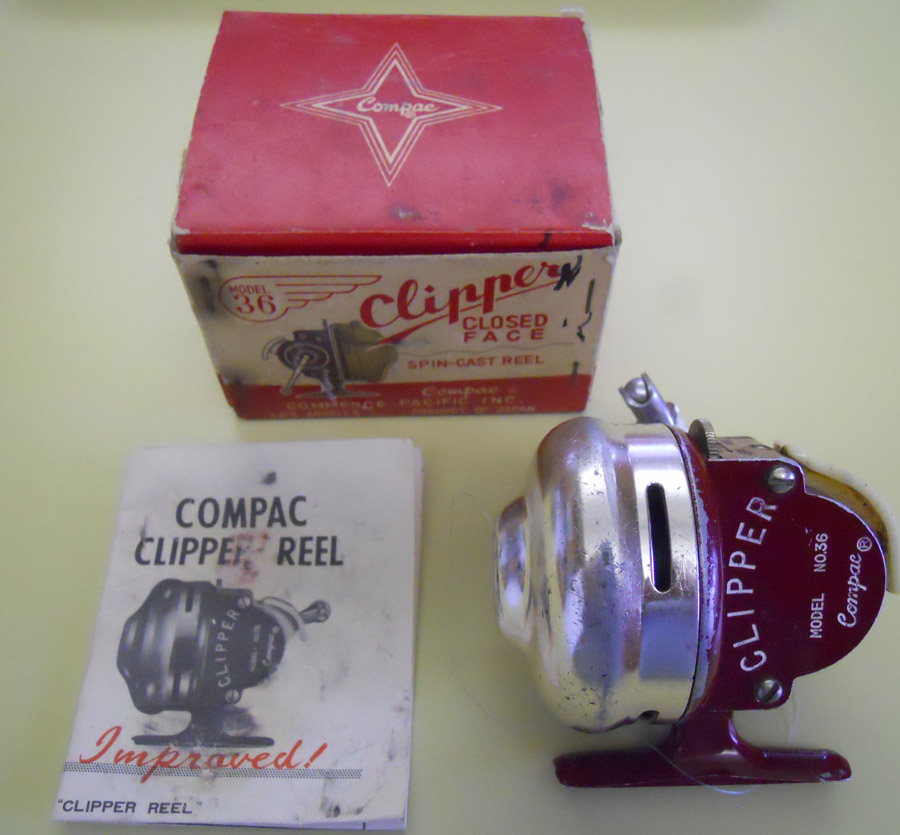 Compac
MODEL
36
Clipper
CLOSED
FACE
SPIN-CAST REEL
Compac
COMMERCE PACIFIC INC.
LOS ANGELES PRODUCT OF JAPAN
COMPAC
CLIPPER REEL
CLIPPER
Compac
Improved!
"CLIPPER REEL"
CLIPPER
MODEL NO.36
Compac®